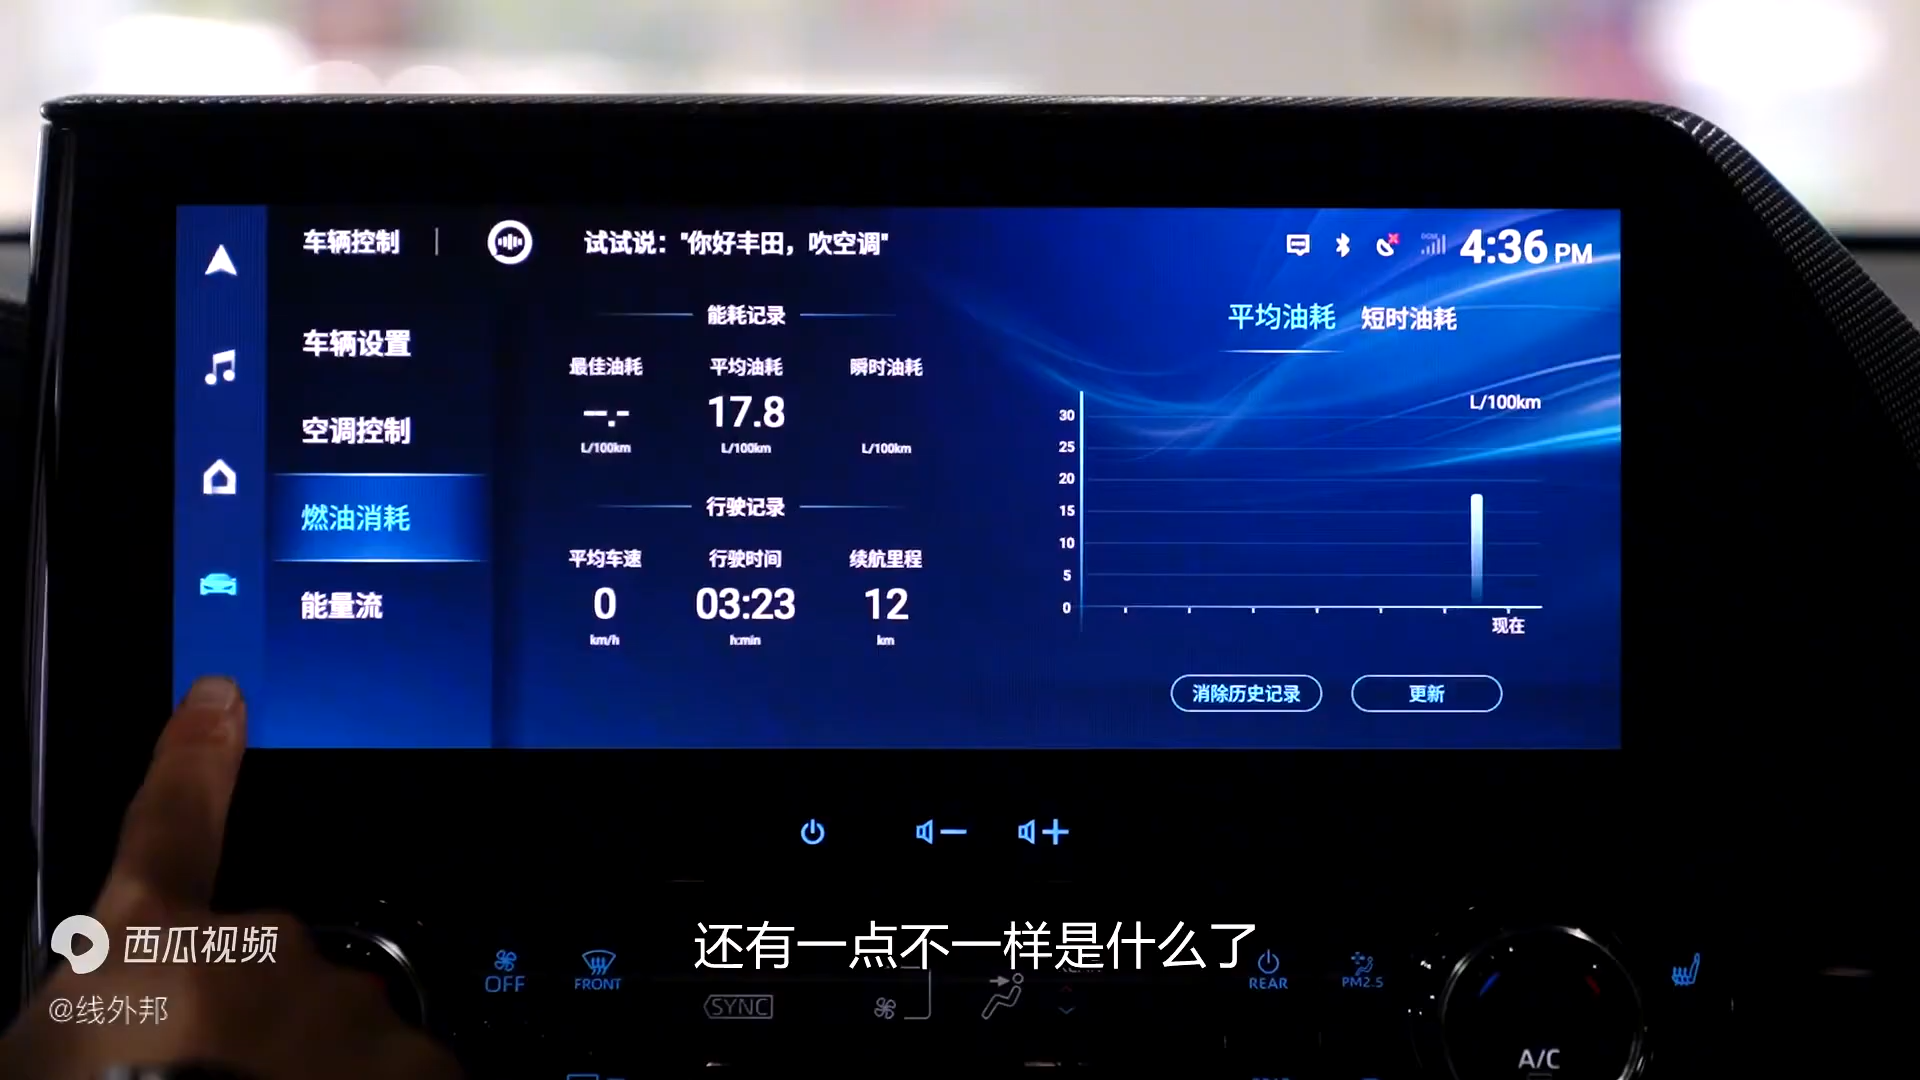 车辆控制
试试说："你好丰田，吹空调"
4:36 PM
车辆设置
空调控制
燃油消耗
能量流
能耗记录
最佳油耗 平均油耗 瞬时油耗
--.- 17.8
L/100km L/100km L/100km
行驶记录
平均车速 行驶时间 续航里程
0 03:23 12
km/h h:min km
平均油耗 短时油耗
L/100km
30
25
20
15
10
5
0
现在
消除历史记录 更新
还有一点不一样是什么了
西瓜视频
@线外邦
OFF FRONT REAR PM2.5
SYNC
A/C